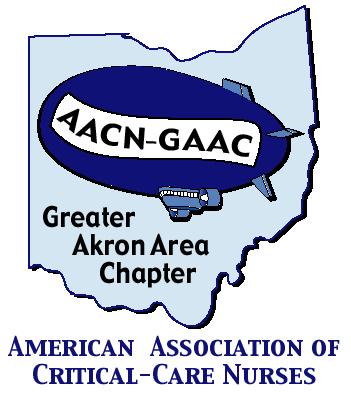 AACN-GAAC
Greater
Akron Area
Chapter
AMERICAN ASSOCIATION OF
CRITICAL-CARE NURSES